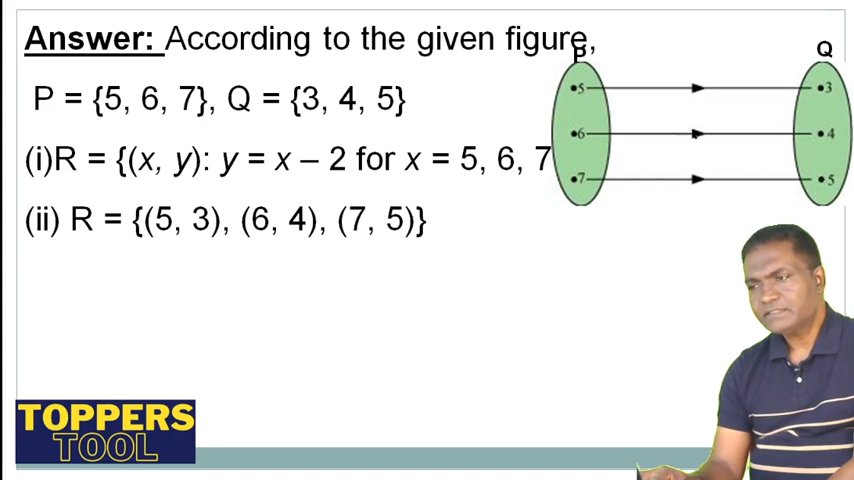 Answer: According to the given figure,
P = {5, 6, 7}, Q = {3, 4, 5}
(i)R = {(x, y): y = x – 2 for x = 5, 6, 7
(ii) R = {(5, 3), (6, 4), (7, 5)}
P
Q
5
3
6
4
7
5
TOPPERS
TOOL